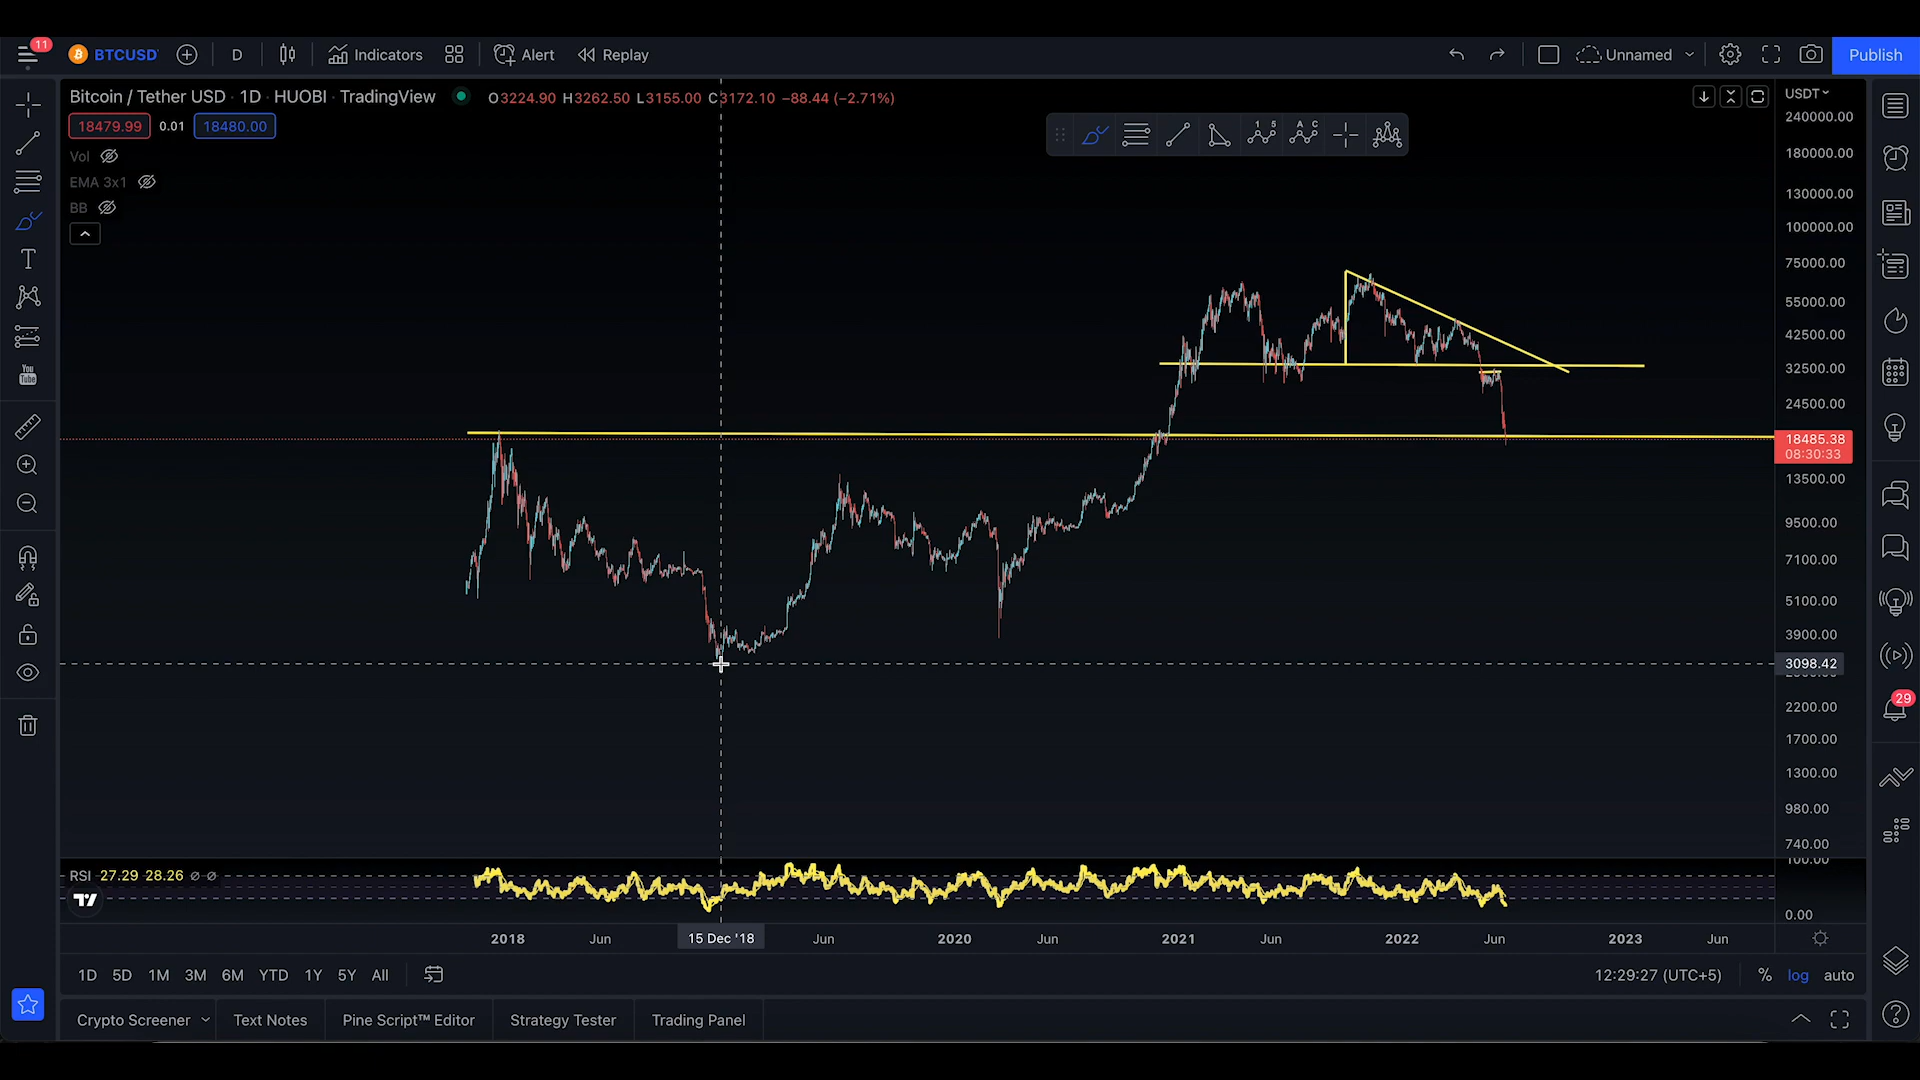 11
BTCUSD D Indicators Alert Replay Unnamed Publish
Bitcoin / Tether USD · 1D · HUOBI · TradingView O3224.90 H3262.50 L3155.00 C3172.10 −88.44 (−2.71%)
USDT
18479.99 0.01 18480.00
Vol
EMA 3x1
BB
240000.00
180000.00
130000.00
100000.00
75000.00
55000.00
42500.00
32500.00
24500.00
18485.38
08:30:33
13500.00
9500.00
7100.00
5100.00
3900.00
3098.42
2200.00
1700.00
1300.00
980.00
740.00
100.00
RSI 27.29 28.26 ∅ ∅
0.00
2018 Jun 15 Dec '18 Jun 2020 Jun 2021 Jun 2022 Jun 2023 Jun
1D 5D 1M 3M 6M YTD 1Y 5Y All 12:29:27 (UTC+5) % log auto
Crypto Screener Text Notes Pine Script™ Editor Strategy Tester Trading Panel
T
You
Tube
1 5
A C
29